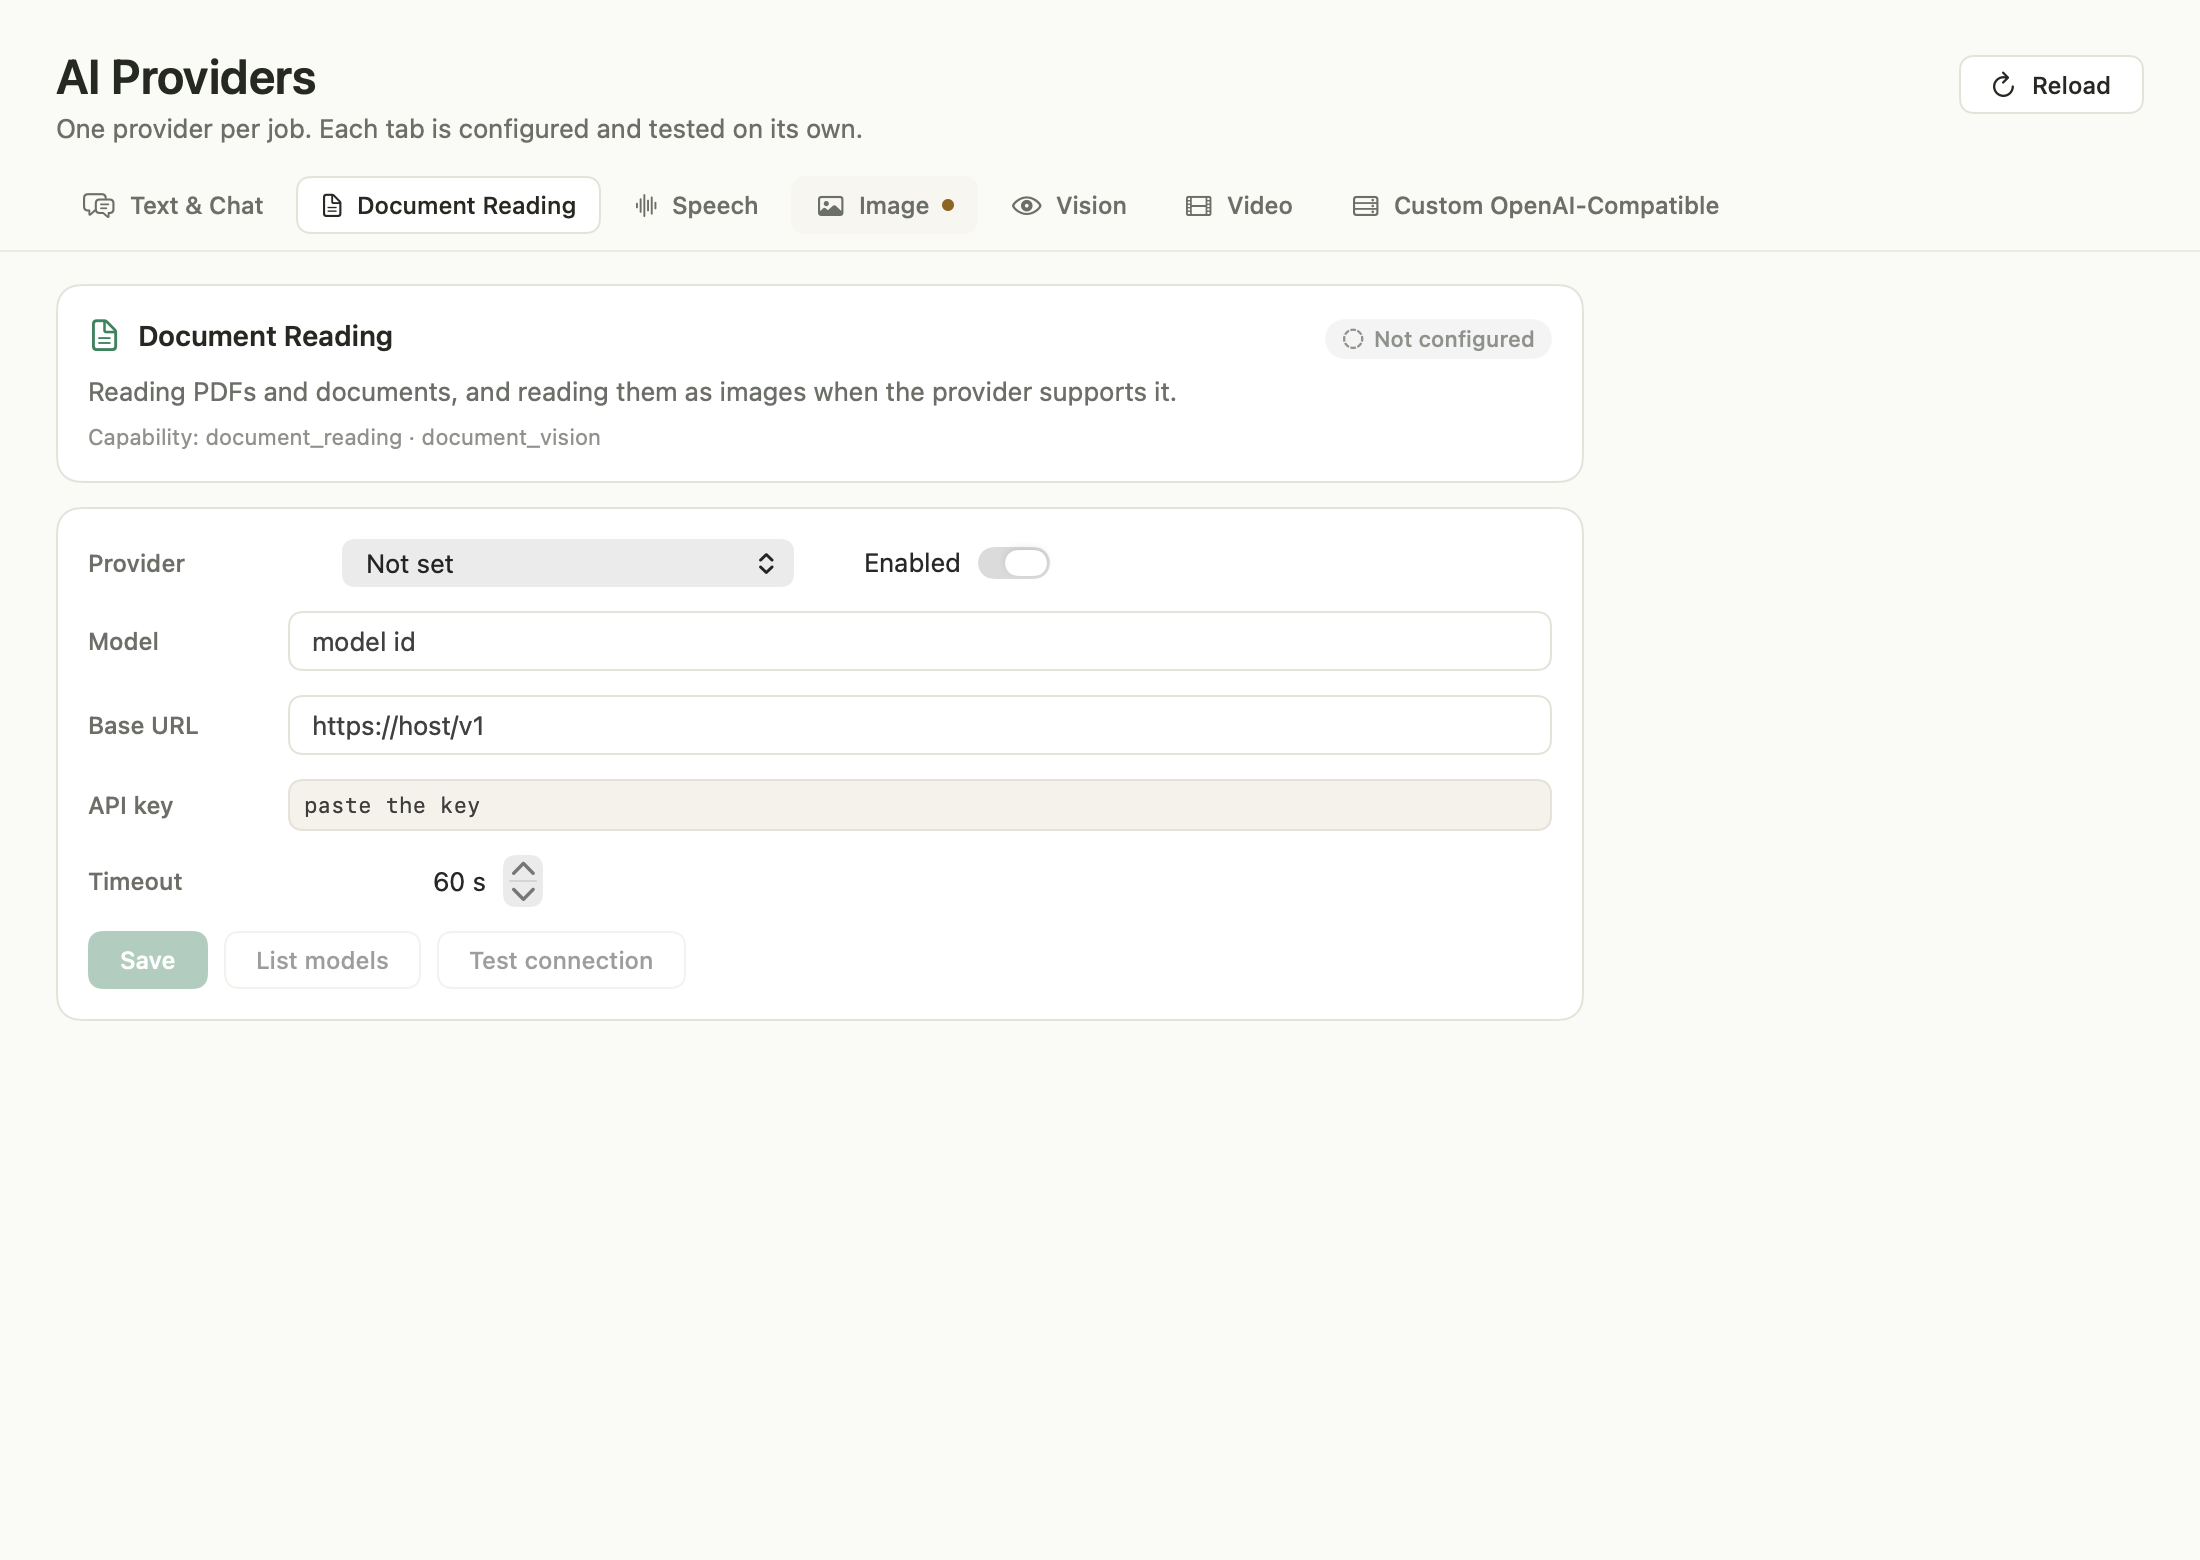 AI Providers
Reload
One provider per job. Each tab is configured and tested on its own.
Text & Chat
Document Reading
Speech
Image
Vision
Video
Custom OpenAI-Compatible
Document Reading
Not configured
Reading PDFs and documents, and reading them as images when the provider supports it.
Capability: document_reading · document_vision
Provider
Not set
Enabled
Model
model id
Base URL
https://host/v1
API key
paste the key
Timeout
60 s
Save
List models
Test connection